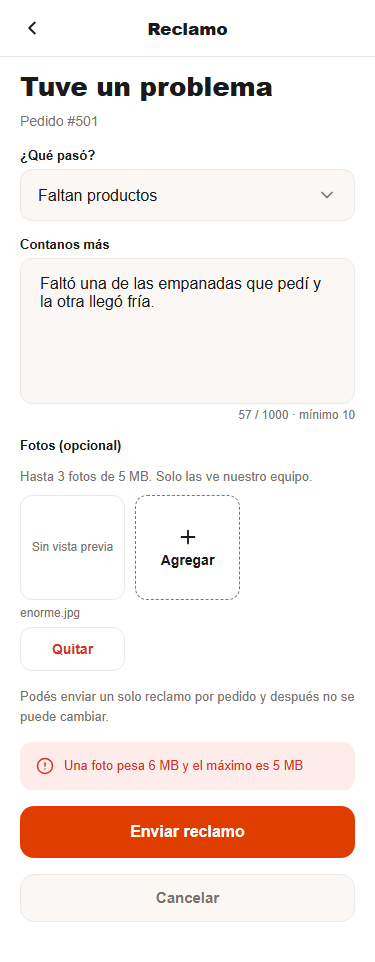 Reclamo
Tuve un problema
Pedido #501
¿Qué pasó?
Faltan productos
Contanos más
Faltó una de las empanadas que pedí y
la otra llegó fría.
57 / 1000 · mínimo 10
Fotos (opcional)
Hasta 3 fotos de 5 MB. Solo las ve nuestro equipo.
Sin vista previa
Agregar
enorme.jpg
Quitar
Podés enviar un solo reclamo por pedido y después no se
puede cambiar.
Una foto pesa 6 MB y el máximo es 5 MB
Enviar reclamo
Cancelar